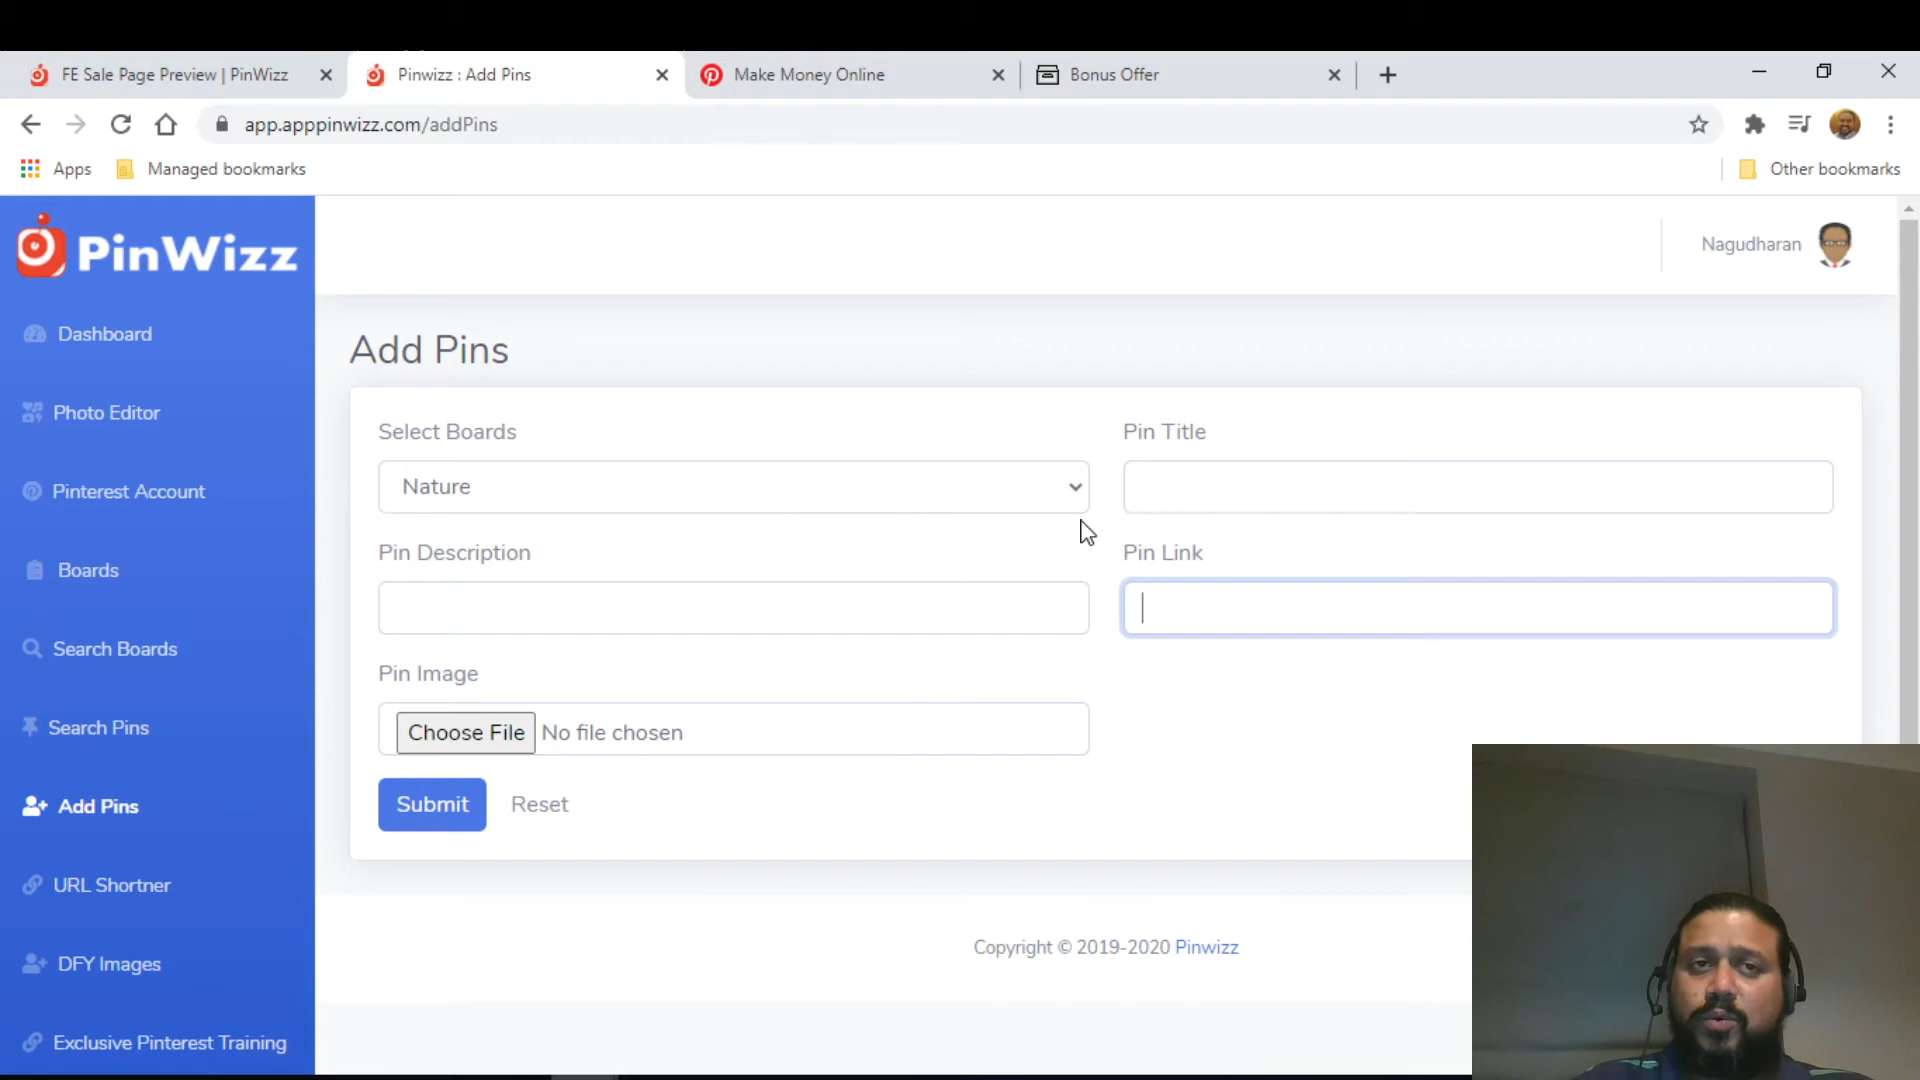 FE Sale Page Preview | PinWizz
Pinwizz : Add Pins
Make Money Online
Bonus Offer
app.apppinwizz.com/addPins
Apps
Managed bookmarks
Other bookmarks
PinWizz
Nagudharan
Dashboard
Photo Editor
Pinterest Account
Boards
Search Boards
Search Pins
Add Pins
URL Shortner
DFY Images
Exclusive Pinterest Training
Add Pins
Select Boards
Pin Title
Nature
Pin Description
Pin Link
Pin Image
Choose File No file chosen
Submit Reset
Copyright © 2019-2020 Pinwizz